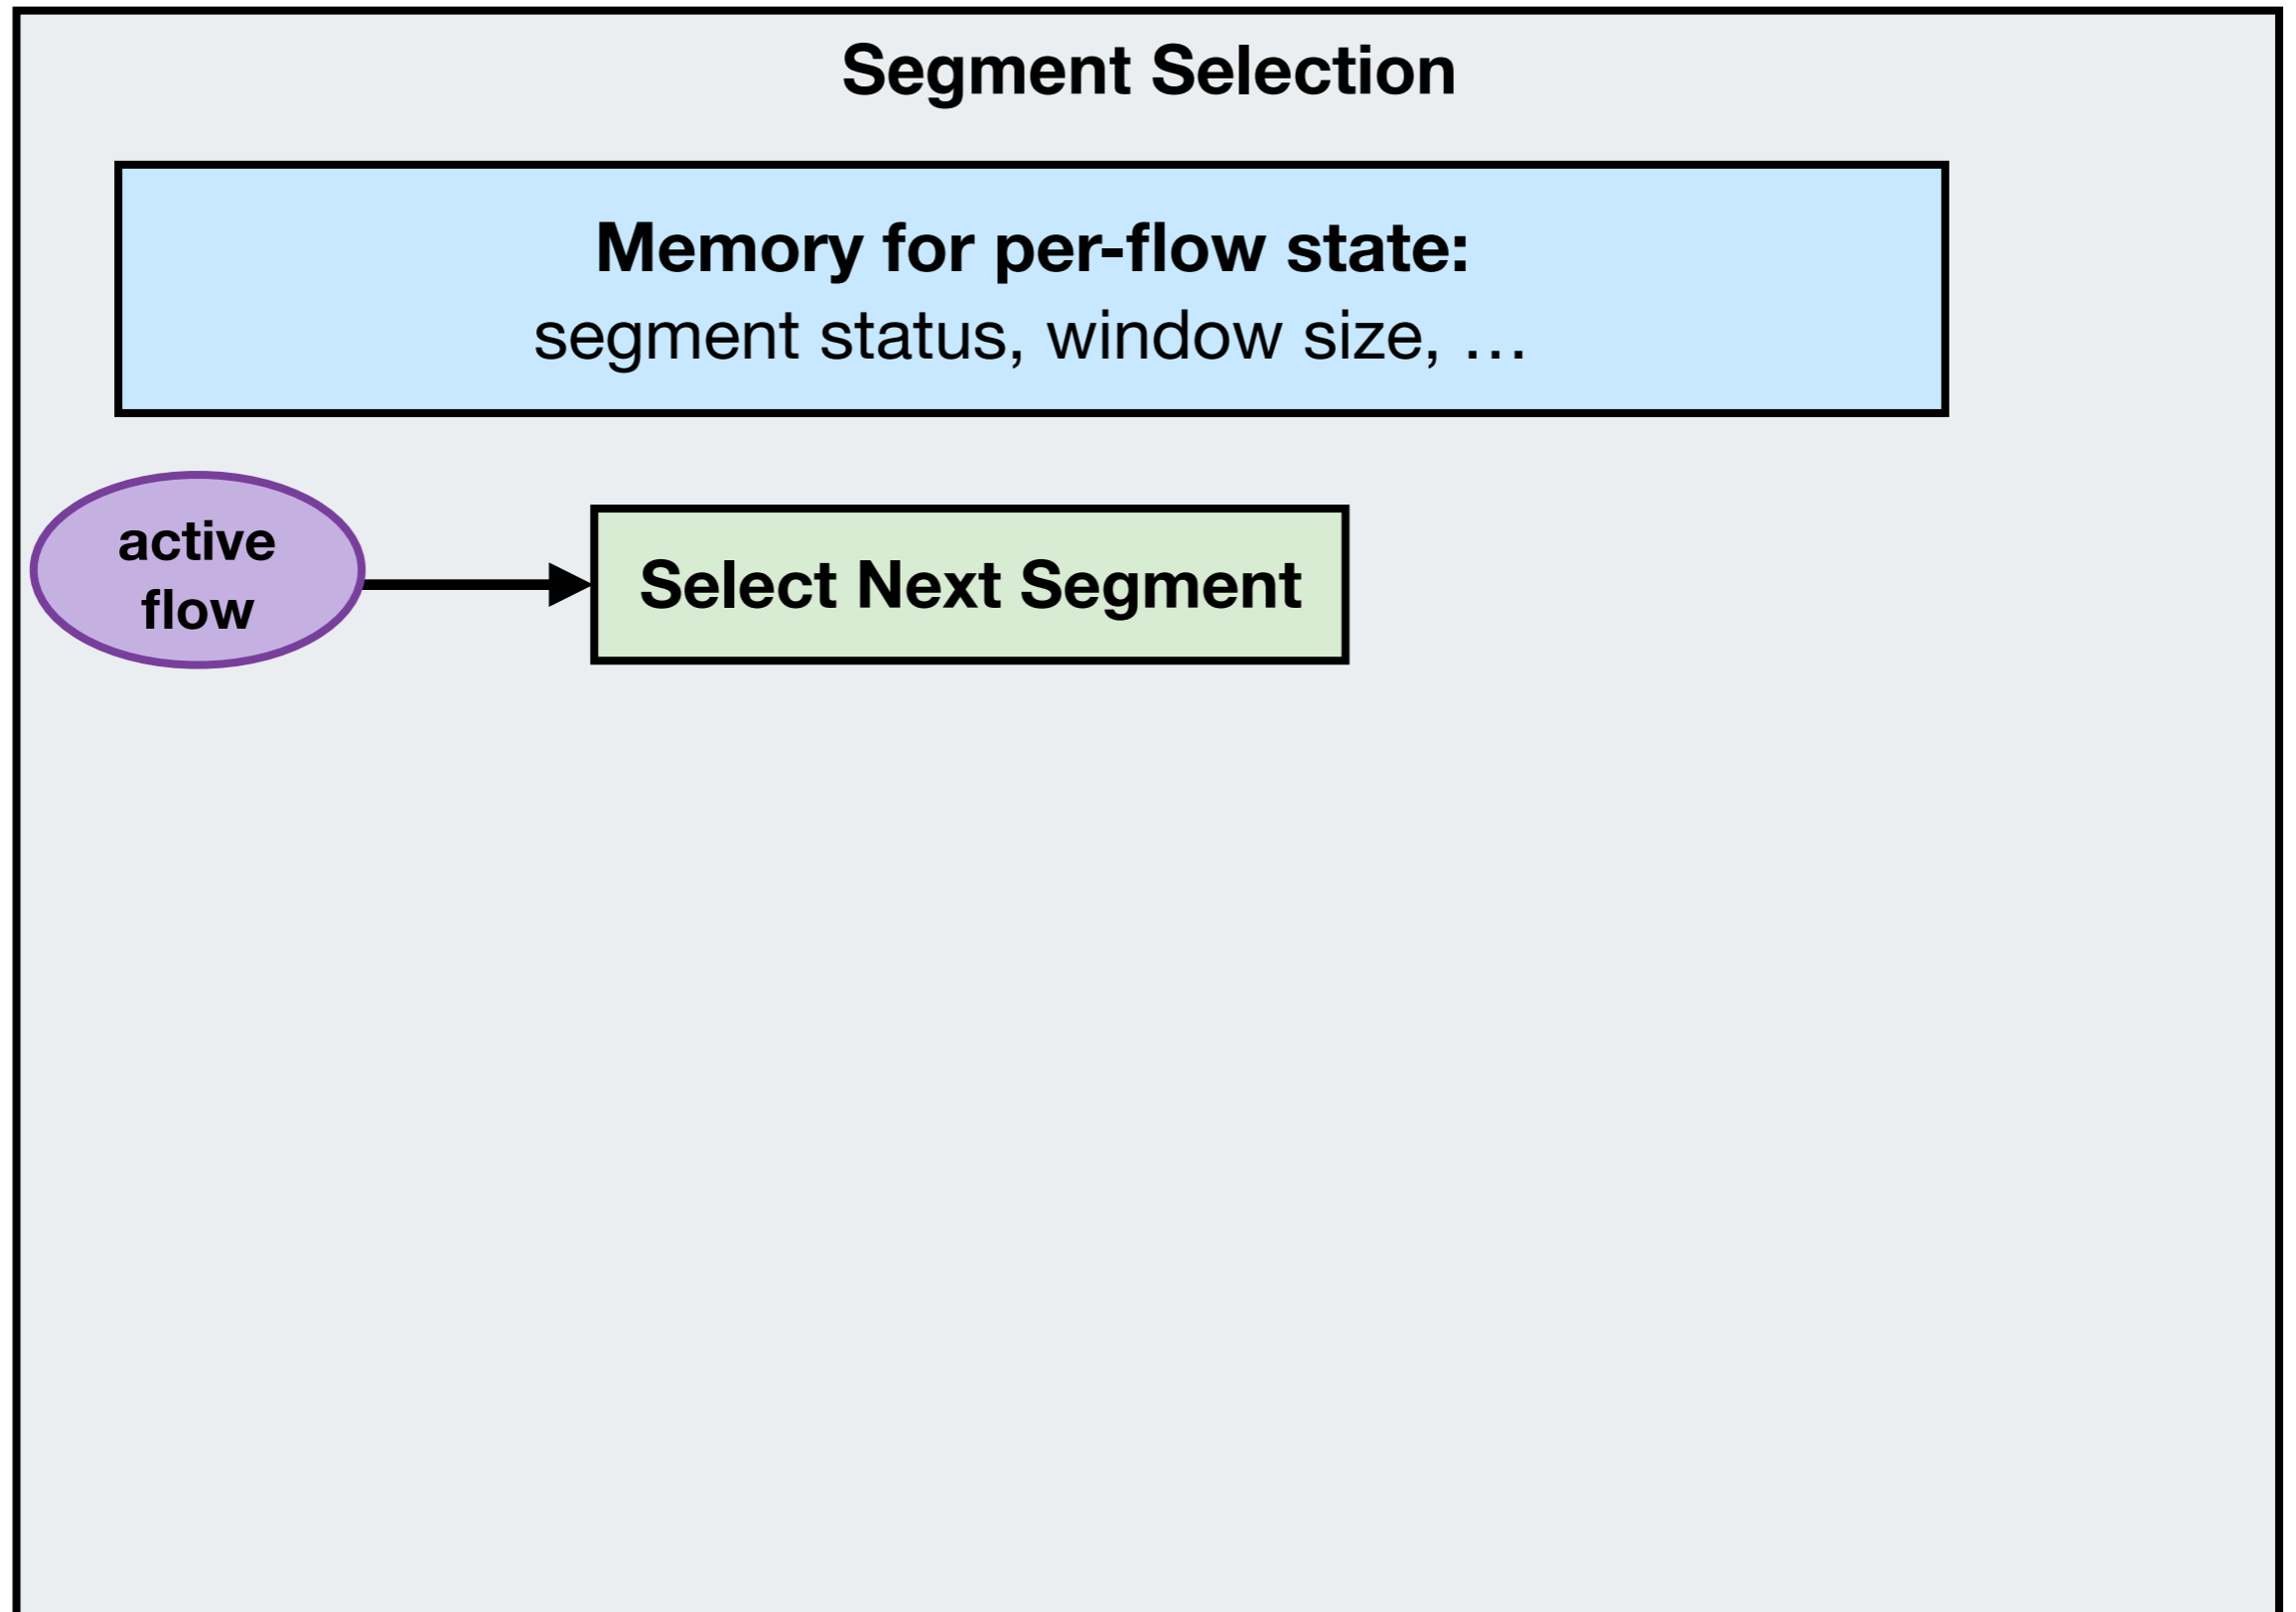 Segment Selection
Memory for per-flow state:
segment status, window size, …
active
flow
Select Next Segment